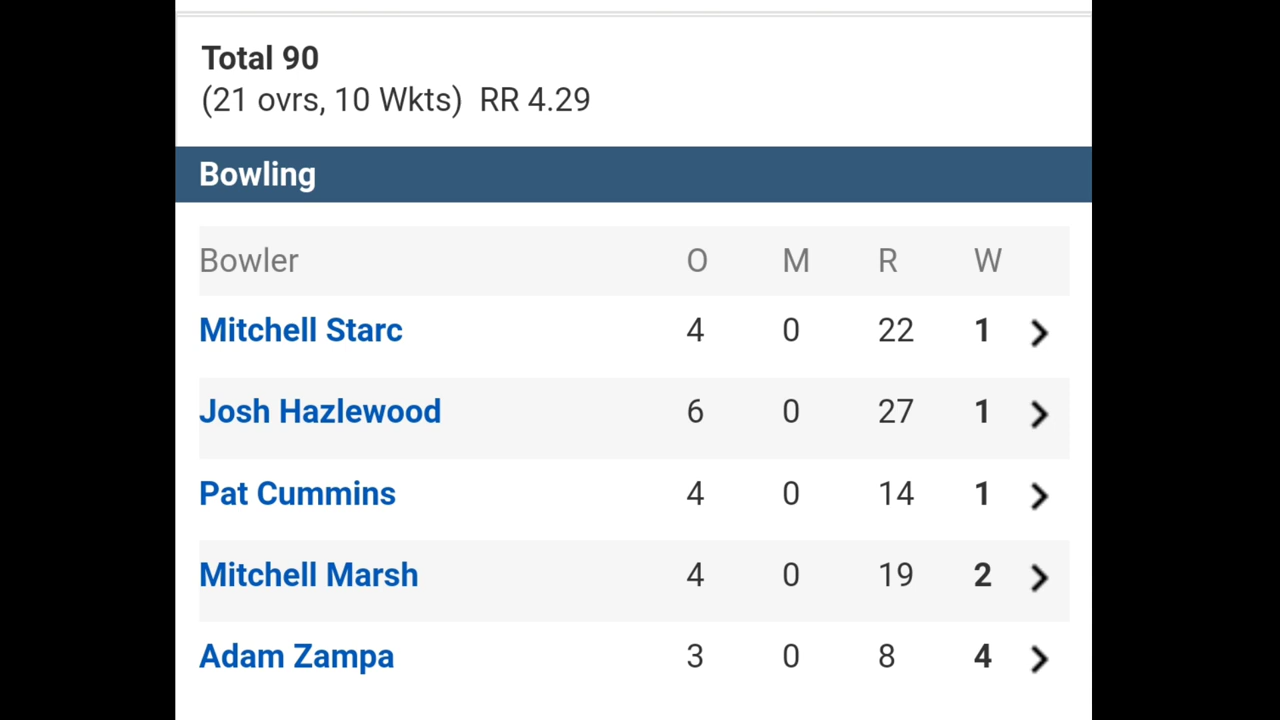 Total 90
(21 ovrs, 10 Wkts) RR 4.29
Bowling
Bowler O M R W
Mitchell Starc 4 0 22 1
Josh Hazlewood 6 0 27 1
Pat Cummins 4 0 14 1
Mitchell Marsh 4 0 19 2
Adam Zampa 3 0 8 4